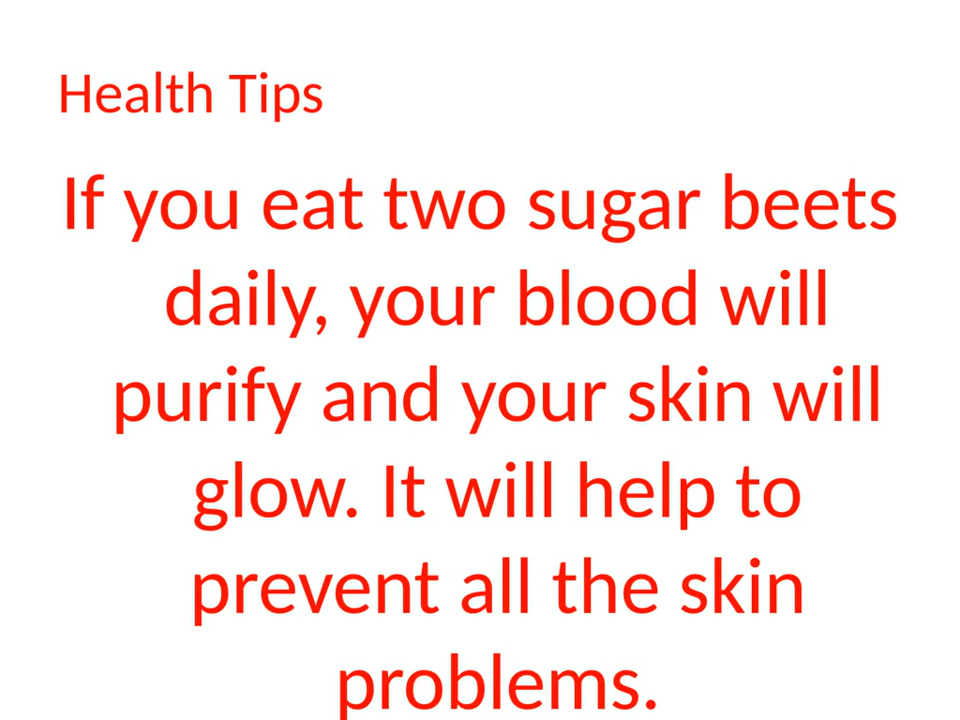 Health Tips
If you eat two sugar beets
daily, your blood will
purify and your skin will
glow. It will help to
prevent all the skin
problems.